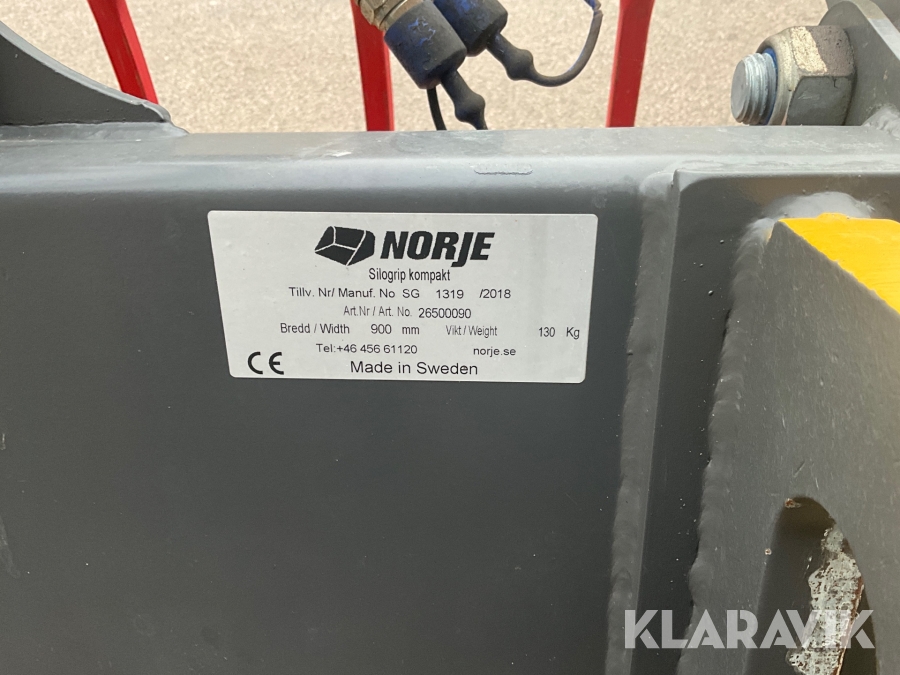 NORJE
Silogrip kompakt
Tillv. Nr/ Manuf. No SG 1319 /2018
Art.Nr / Art. No. 26500090
Bredd / Width 900 mm Vikt / Weight 130 Kg
Tel:+46 456 61120 norje.se
CE Made in Sweden
KLARAVIK